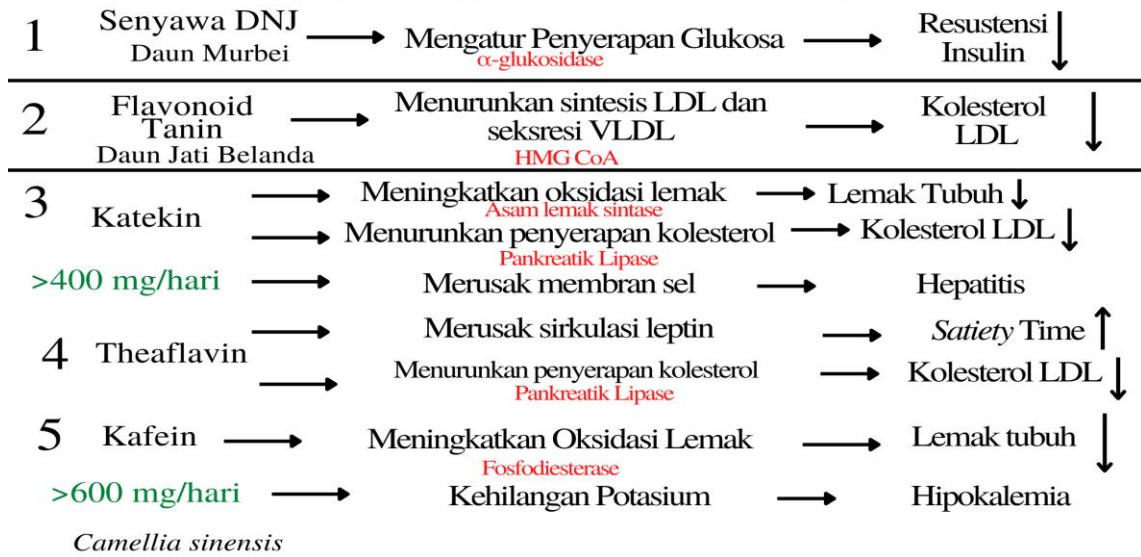 1 Senyawa DNJ
Daun Murbei
Mengatur Penyerapan Glukosa
α-glukosidase
Resustensi
Insulin
2 Flavonoid
Tanin
Daun Jati Belanda
Menurunkan sintesis LDL dan
seksresi VLDL
HMG CoA
Kolesterol
LDL
3 Katekin
Meningkatkan oksidasi lemak
Asam lemak sintase
Lemak Tubuh
Menurunkan penyerapan kolesterol
Pankreatik Lipase
Kolesterol LDL
>400 mg/hari
Merusak membran sel
Hepatitis
4 Theaflavin
Merusak sirkulasi leptin
Satiety Time
Menurunkan penyerapan kolesterol
Pankreatik Lipase
Kolesterol LDL
5 Kafein
Meningkatkan Oksidasi Lemak
Fosfodiesterase
Lemak tubuh
>600 mg/hari
Kehilangan Potasium
Hipokalemia
Camellia sinensis